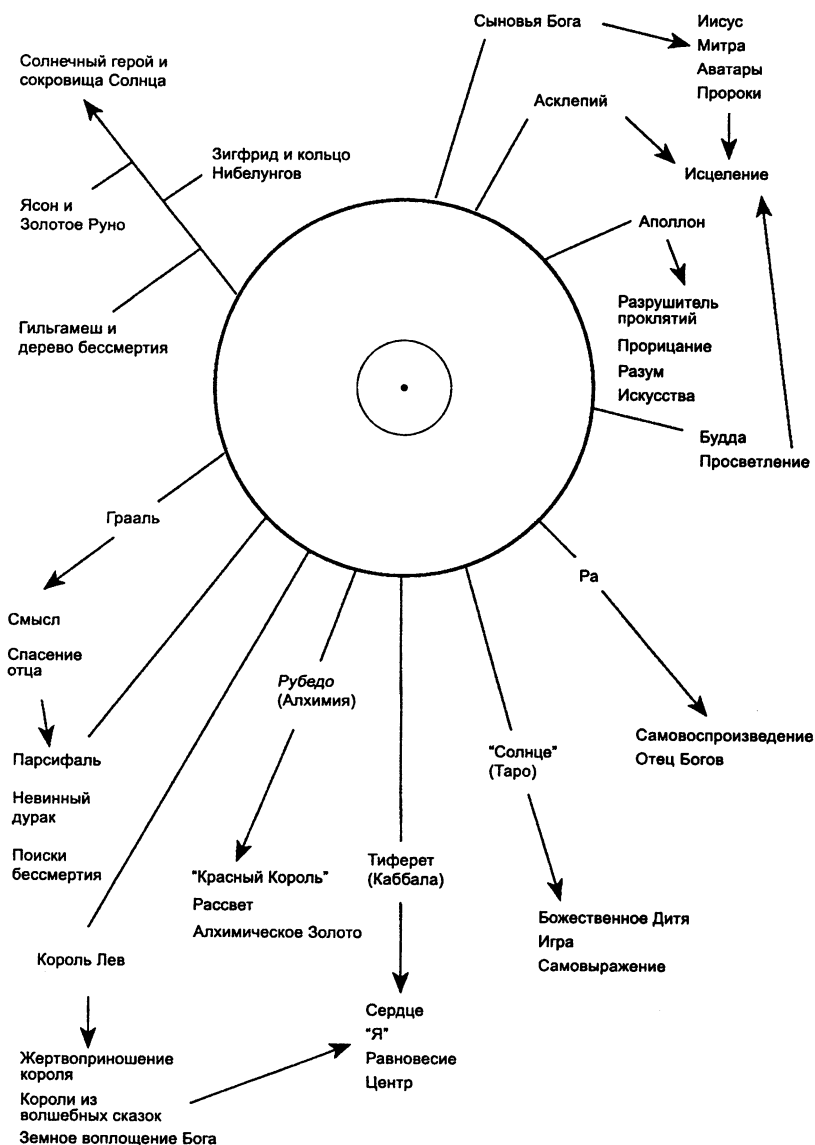 Сыновья Бога
Иисус
Митра
Аватары
Пророки
Солнечный герой и
сокровища Солнца
Асклепий
Зигфрид и кольцо
Нибелунгов
Исцеление
Ясон и
Золотое Руно
Аполлон
Разрушитель
проклятий
Прорицание
Разум
Искусства
Гильгамеш и
дерево бессмертия
Будда
Просветление
Грааль
Смысл
Спасение
отца
Ра
Рубедо
(Алхимия)
Самовоспроизведение
Отец Богов
"Солнце"
(Таро)
Парсифаль
Невинный
дурак
Поиски
бессмертия
Тиферет
(Каббала)
"Красный Король"
Рассвет
Алхимическое Золото
Божественное Дитя
Игра
Самовыражение
Король Лев
Сердце
"Я"
Равновесие
Центр
Жертвоприношение
короля
Короли из
волшебных сказок
Земное воплощение Бога